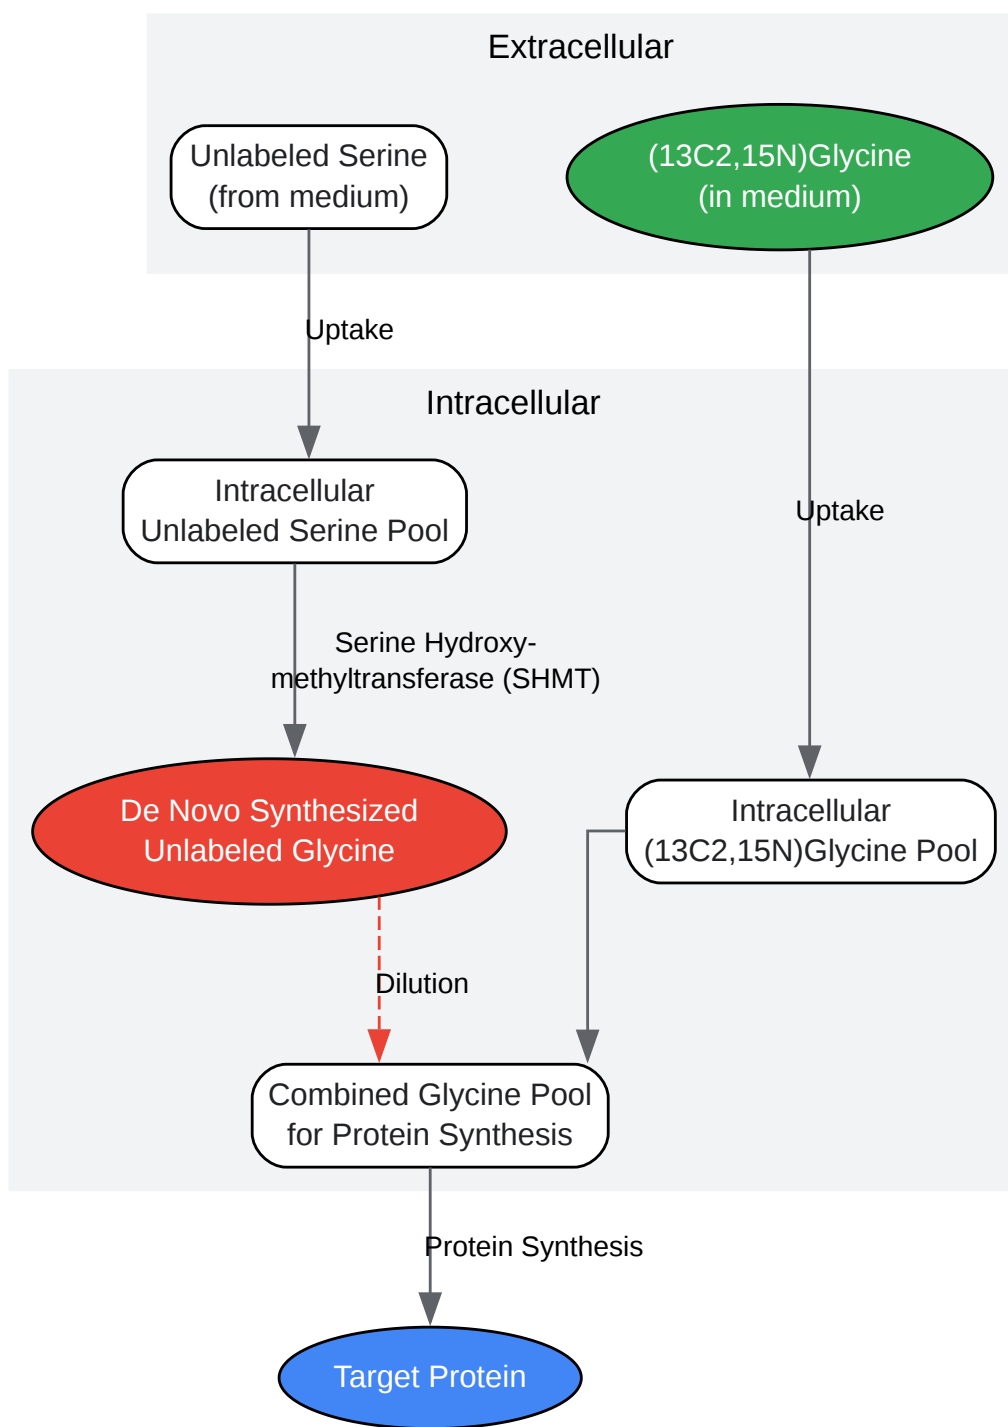 Extracellular
Unlabeled Serine
(from medium)
(13C2,15N)Glycine
(in medium)
Uptake
Intracellular
Intracellular
Unlabeled Serine Pool
Uptake
Serine Hydroxy-
methyltransferase (SHMT)
De Novo Synthesized
Unlabeled Glycine
Intracellular
(13C2,15N)Glycine Pool
Dilution
Combined Glycine Pool
for Protein Synthesis
Protein Synthesis
Target Protein